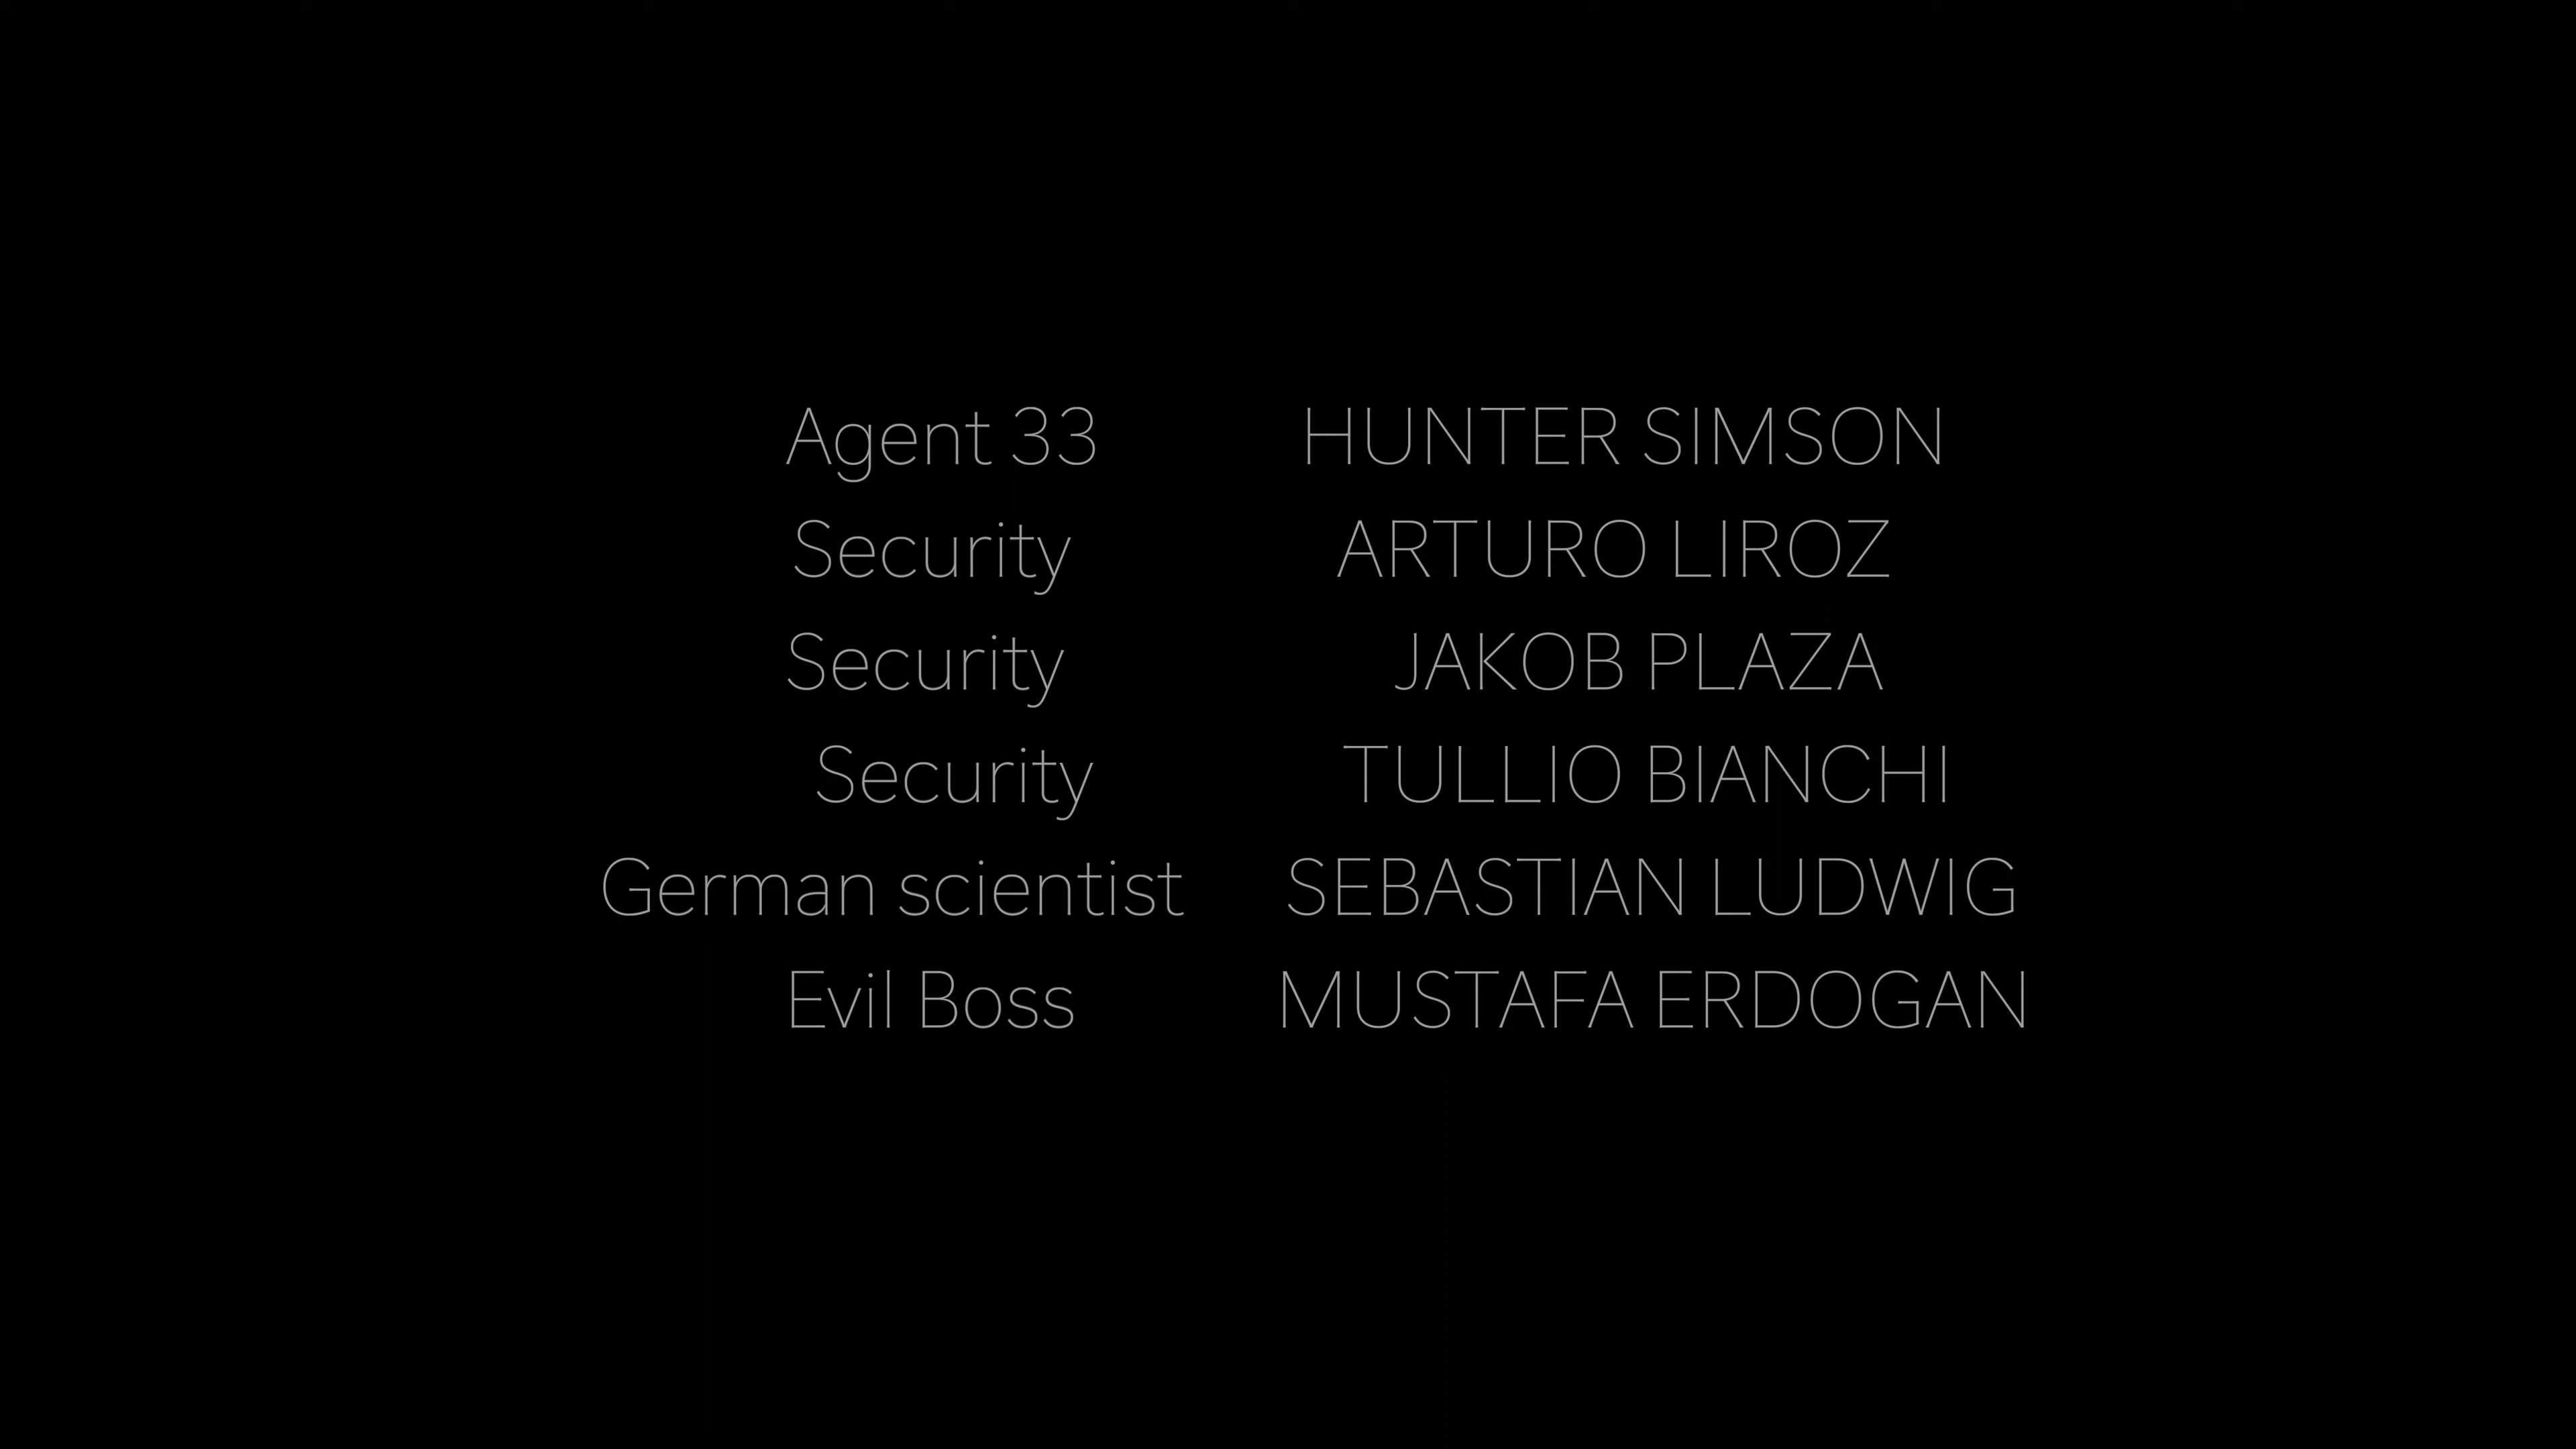 Agent 33 HUNTER SIMSON
Security ARTURO LIROZ
Security JAKOB PLAZA
Security TULLIO BIANCHI
German scientist SEBASTIAN LUDWIG
Evil Boss MUSTAFA ERDOGAN